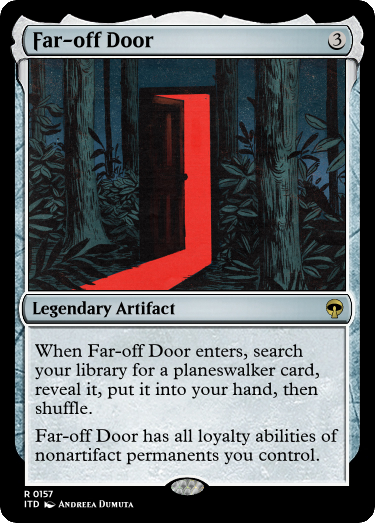 Far-off Door 3
Legendary Artifact
When Far-off Door enters, search
your library for a planeswalker card,
reveal it, put it into your hand, then
shuffle.
Far-off Door has all loyalty abilities of
nonartifact permanents you control.
R 0157
ITD Andreea Dumuta